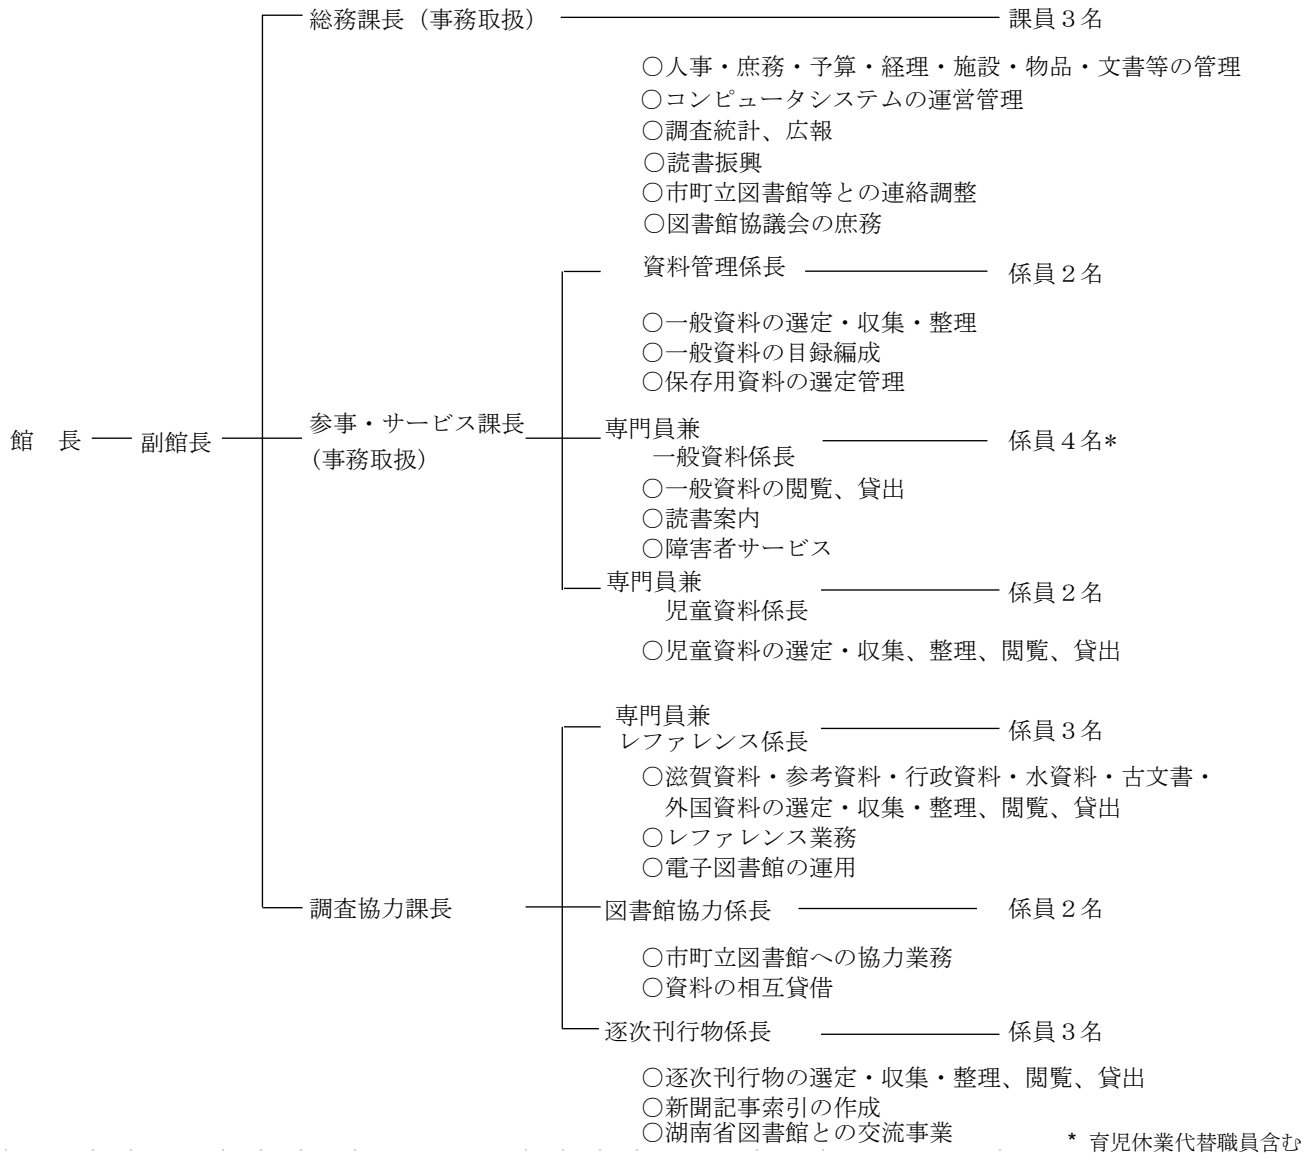 総務課長（事務取扱） 課員３名
○人事・庶務・予算・経理・施設・物品・文書等の管理
○コンピュータシステムの運営管理
○調査統計、広報
○読書振興
○市町立図書館等との連絡調整
○図書館協議会の庶務
資料管理係長 係員２名
○一般資料の選定・収集・整理
○一般資料の目録編成
○保存用資料の選定管理
館　長 副館長 参事・サービス課長
（事務取扱）
専門員兼
一般資料係長 係員４名*
○一般資料の閲覧、貸出
○読書案内
○障害者サービス
専門員兼
児童資料係長 係員２名
○児童資料の選定・収集、整理、閲覧、貸出
専門員兼
レファレンス係長 係員３名
○滋賀資料・参考資料・行政資料・水資料・古文書・
外国資料の選定・収集・整理、閲覧、貸出
○レファレンス業務
○電子図書館の運用
調査協力課長 図書館協力係長 係員２名
○市町立図書館への協力業務
○資料の相互貸借
逐次刊行物係長 係員３名
○逐次刊行物の選定・収集・整理、閲覧、貸出
○新聞記事索引の作成
○湖南省図書館との交流事業
* 育児休業代替職員含む